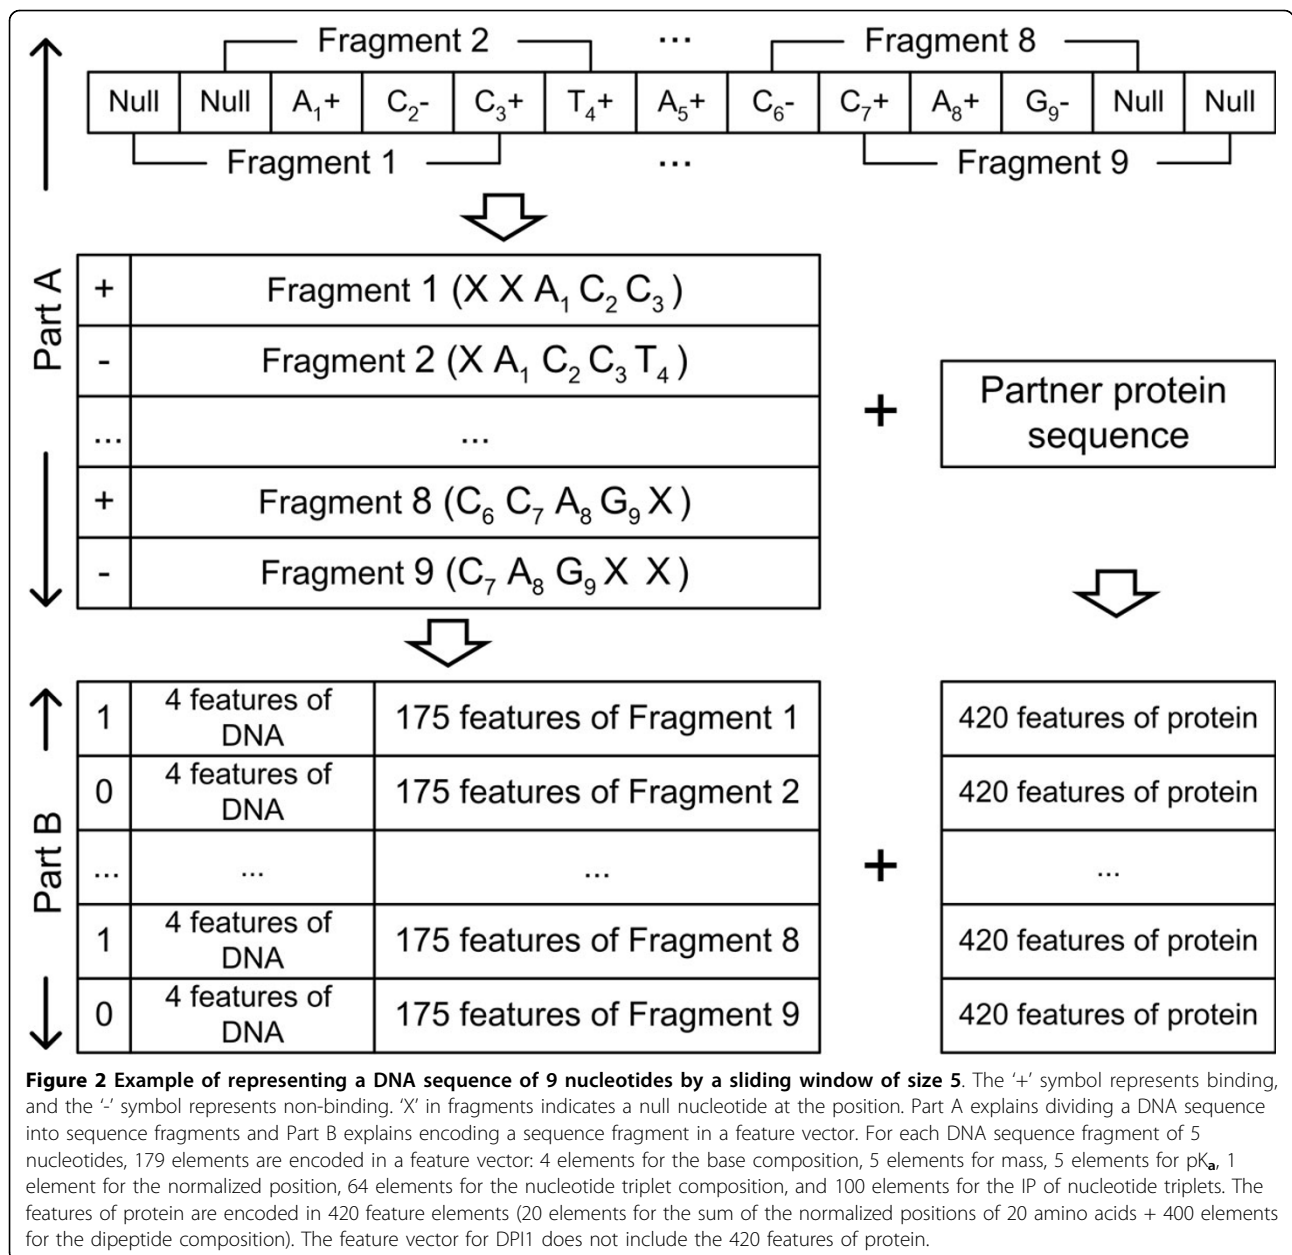 Fragment 2 ... Fragment 8
Null Null A1+ C2- C3+ T4+ A5+ C6- C7+ A8+ G9- Null Null
Fragment 1 ... Fragment 9
Part A
+ Fragment 1 (X X A1 C2 C3)
- Fragment 2 (X A1 C2 C3 T4)
... ...
+ Fragment 8 (C6 C7 A8 G9 X)
- Fragment 9 (C7 A8 G9 X X)
+
Partner protein
sequence
Part B
1 4 features of DNA 175 features of Fragment 1 420 features of protein
0 4 features of DNA 175 features of Fragment 2 420 features of protein
... ... ... + ...
1 4 features of DNA 175 features of Fragment 8 420 features of protein
0 4 features of DNA 175 features of Fragment 9 420 features of protein
Figure 2 Example of representing a DNA sequence of 9 nucleotides by a sliding window of size 5. The ‘+’ symbol represents binding,
and the ‘-’ symbol represents non-binding. ‘X’ in fragments indicates a null nucleotide at the position. Part A explains dividing a DNA sequence
into sequence fragments and Part B explains encoding a sequence fragment in a feature vector. For each DNA sequence fragment of 5
nucleotides, 179 elements are encoded in a feature vector: 4 elements for the base composition, 5 elements for mass, 5 elements for pKa, 1
element for the normalized position, 64 elements for the nucleotide triplet composition, and 100 elements for the IP of nucleotide triplets. The
features of protein are encoded in 420 feature elements (20 elements for the sum of the normalized positions of 20 amino acids + 400 elements
for the dipeptide composition). The feature vector for DPI1 does not include the 420 features of protein.